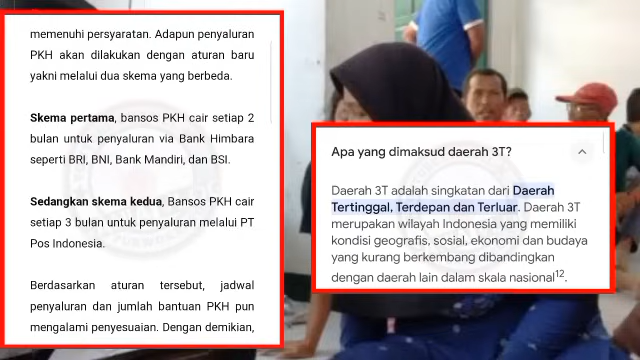 memenuhi persyaratan. Adapun penyaluran
PKH akan dilakukan dengan aturan baru
yakni melalui dua skema yang berbeda.
Skema pertama, bansos PKH cair setiap 2
bulan untuk penyaluran via Bank Himbara
seperti BRI, BNI, Bank Mandiri, dan BSI.
Sedangkan skema kedua, Bansos PKH cair
setiap 3 bulan untuk penyaluran melalui PT
Pos Indonesia.
Berdasarkan aturan tersebut, jadwal
penyaluran dan jumlah bantuan PKH pun
mengalami penyesuaian. Dengan demikian,
Apa yang dimaksud daerah 3T?
Daerah 3T adalah singkatan dari Daerah
Tertinggal, Terdepan dan Terluar. Daerah 3T
merupakan wilayah Indonesia yang memiliki
kondisi geografis, sosial, ekonomi dan budaya
yang kurang berkembang dibandingkan
dengan daerah lain dalam skala nasional12.